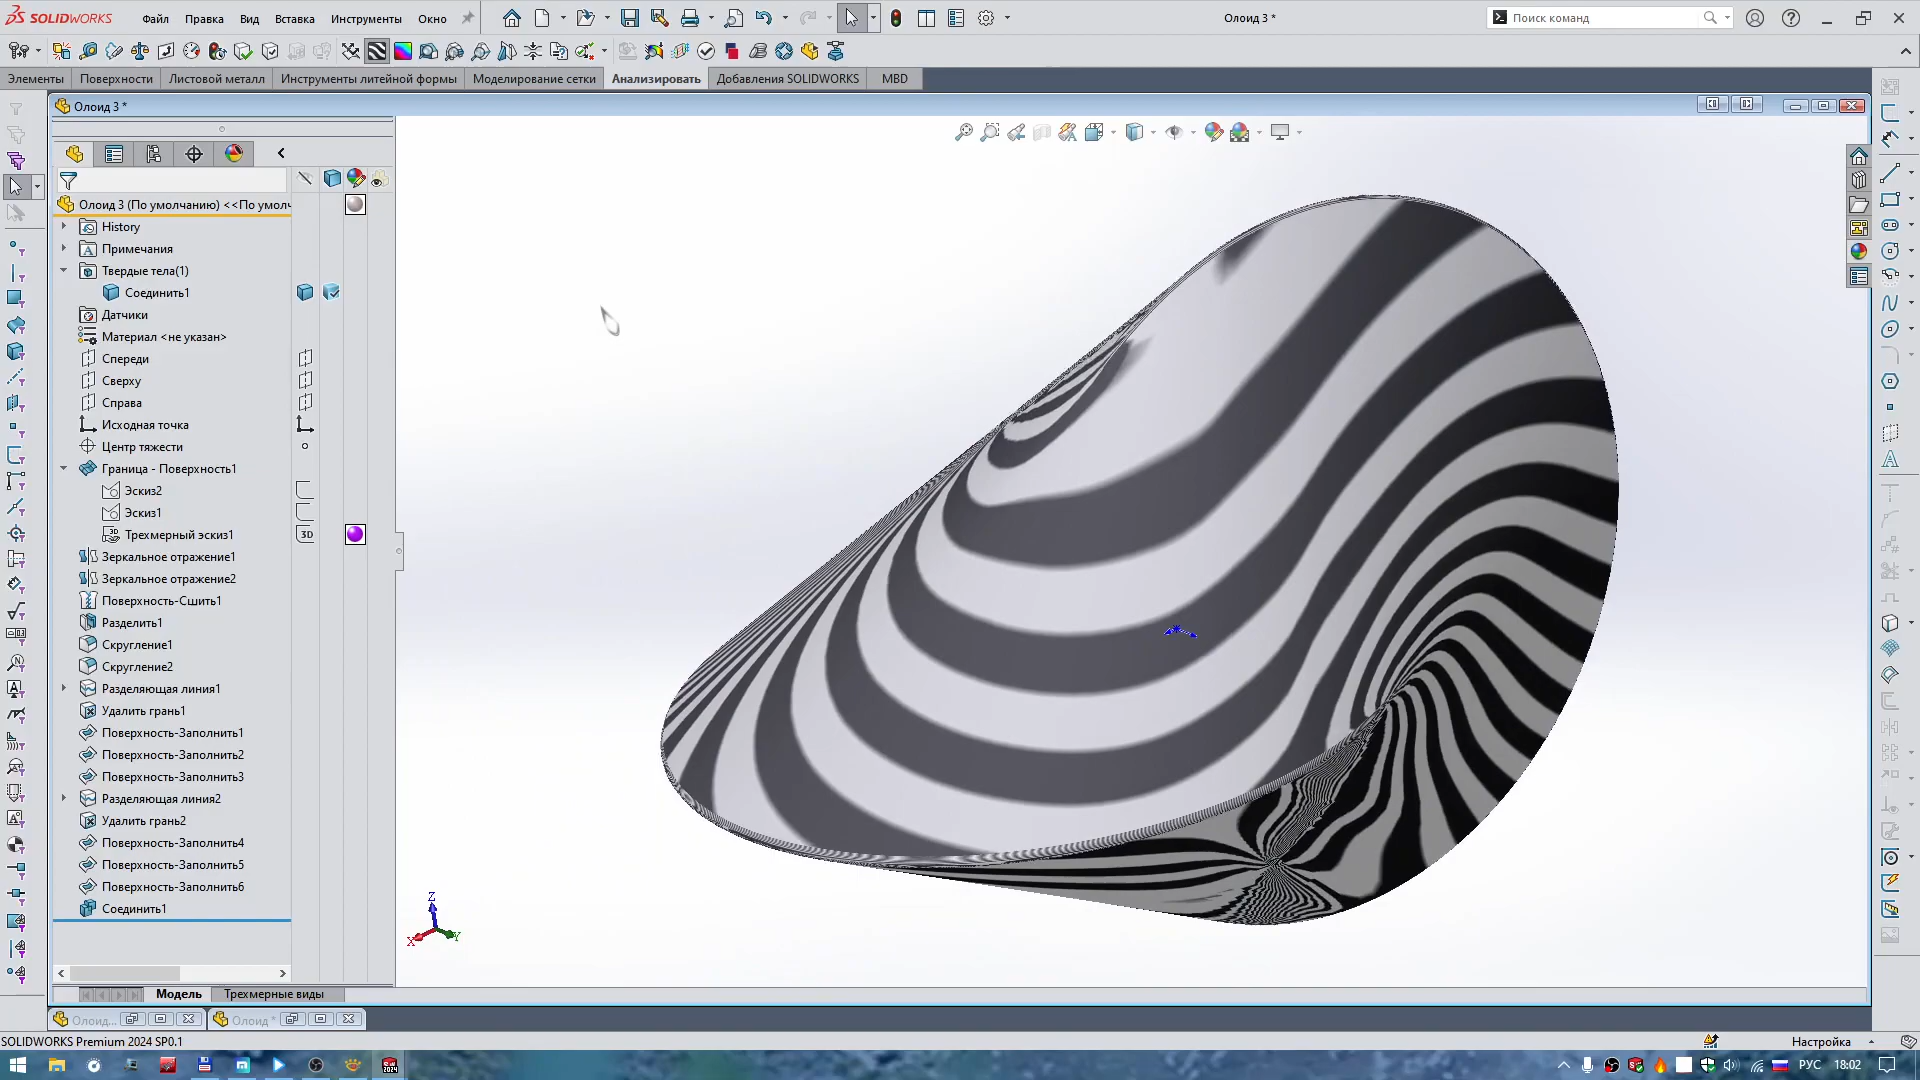 SOLIDWORKS
Файл
Правка
Вид
Вставка
Инструменты
Окно
Олоид 3 *
Поиск команд
Элементы
Поверхности
Листовой металл
Инструменты литейной формы
Моделирование сетки
Анализировать
Добавления SOLIDWORKS
MBD
Олоид 3 *
Олоид 3 (По умолчанию) <<По умолч
History
Примечания
Твердые тела(1)
Соединить1
Датчики
Материал <не указан>
Спереди
Сверху
Справа
Исходная точка
Центр тяжести
Граница - Поверхность1
Эскиз2
Эскиз1
Трехмерный эскиз1
3D
Зеркальное отражение1
Зеркальное отражение2
Поверхность-Сшить1
Разделить1
Скругление1
Скругление2
Разделяющая линия1
Удалить грань1
Поверхность-Заполнить1
Поверхность-Заполнить2
Поверхность-Заполнить3
Разделяющая линия2
Удалить грань2
Поверхность-Заполнить4
Поверхность-Заполнить5
Поверхность-Заполнить6
Соединить1
Z
X
Y
Модель
Трехмерные виды
Олоид...
Олоид *
SOLIDWORKS Premium 2024 SP0.1
Настройка
РУС
18:02